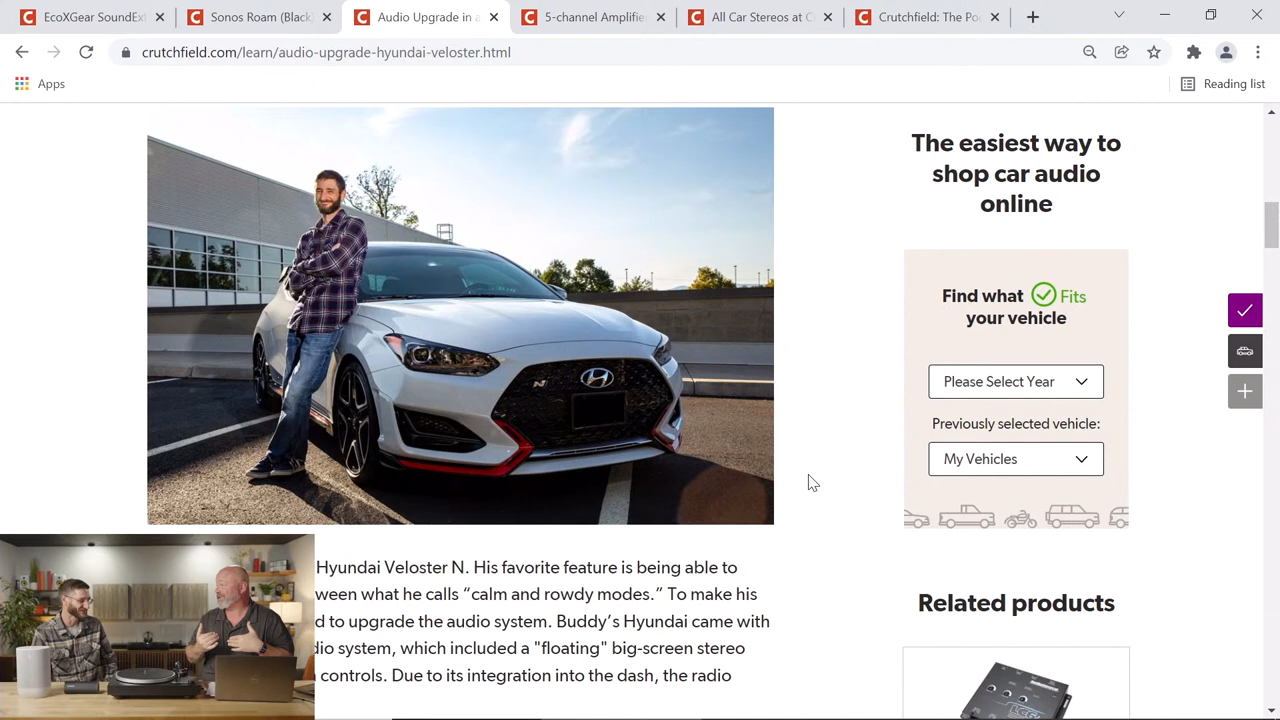 EcoXGear SoundExt
Sonos Roam (Black)
Audio Upgrade in a
5-channel Amplifie
All Car Stereos at C
Crutchfield: The Po
crutchfield.com/learn/audio-upgrade-hyundai-veloster.html
Apps
Reading list
The easiest way to
shop car audio
online
Find what Fits
your vehicle
Please Select Year
Previously selected vehicle:
My Vehicles
N
Hyundai Veloster N. His favorite feature is being able to
ween what he calls “calm and rowdy modes.” To make his
d to upgrade the audio system. Buddy’s Hyundai came with
dio system, which included a "floating" big-screen stereo
controls. Due to its integration into the dash, the radio
Related products